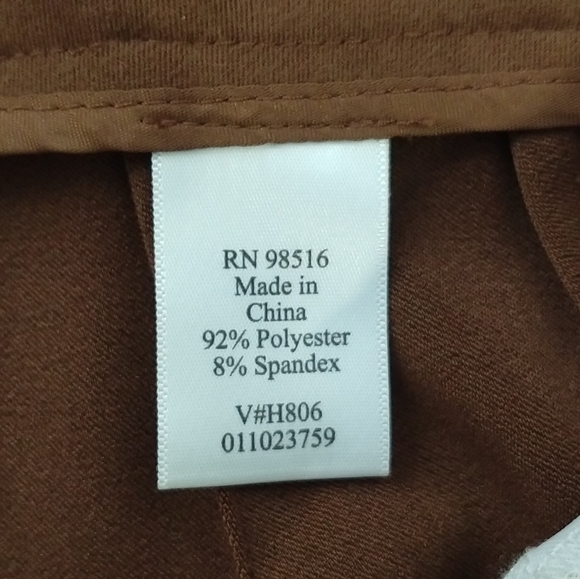 RN 98516
Made in
China
92% Polyester
8% Spandex
V#H806
011023759